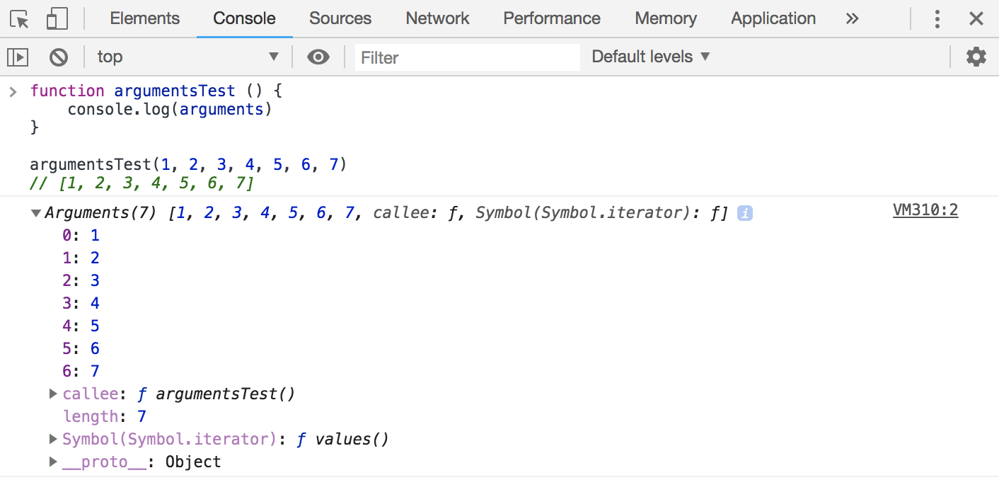 Elements Console Sources Network Performance Memory Application »
top ▼ Filter Default levels ▼
> function argumentsTest () {
    console.log(arguments)
}
argumentsTest(1, 2, 3, 4, 5, 6, 7)
// [1, 2, 3, 4, 5, 6, 7]
▼Arguments(7) [1, 2, 3, 4, 5, 6, 7, callee: ƒ, Symbol(Symbol.iterator): ƒ] i VM310:2
0: 1
1: 2
2: 3
3: 4
4: 5
5: 6
6: 7
▶ callee: ƒ argumentsTest()
length: 7
▶ Symbol(Symbol.iterator): ƒ values()
▶ __proto__: Object